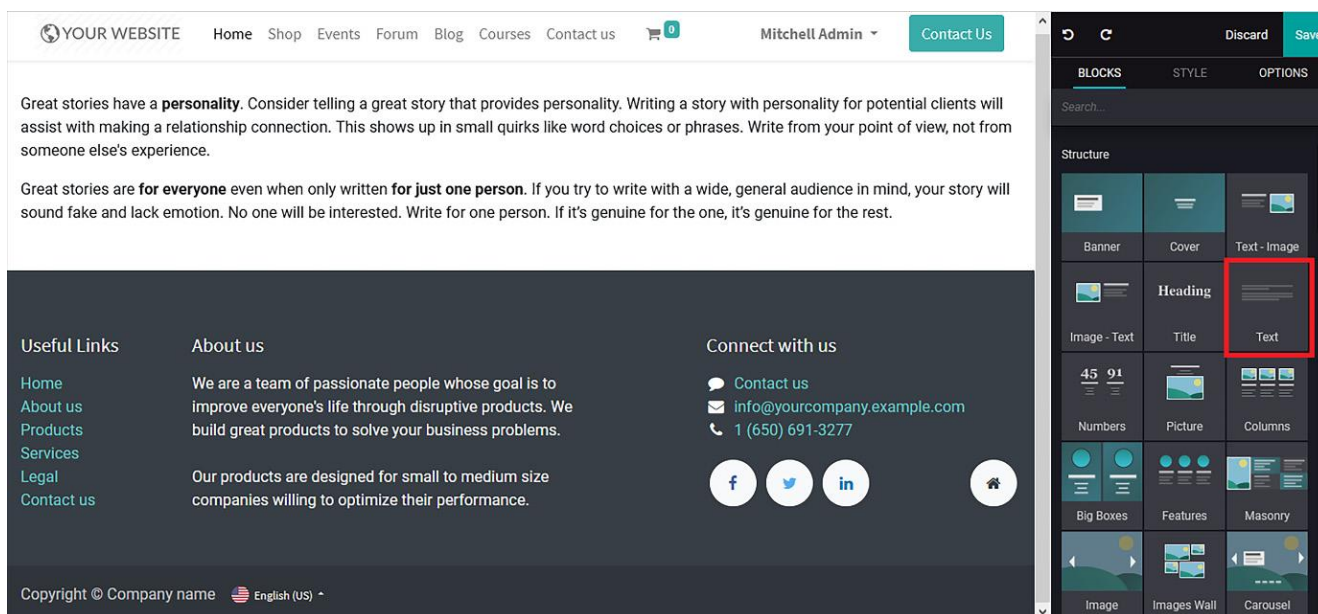 YOUR WEBSITE Home Shop Events Forum Blog Courses Contact us 0 Mitchell Admin Contact Us
Discard Save
BLOCKS STYLE OPTIONS
Search...
Great stories have a personality. Consider telling a great story that provides personality. Writing a story with personality for potential clients will
assist with making a relationship connection. This shows up in small quirks like word choices or phrases. Write from your point of view, not from
someone else's experience.
Great stories are for everyone even when only written for just one person. If you try to write with a wide, general audience in mind, your story will
sound fake and lack emotion. No one will be interested. Write for one person. If it's genuine for the one, it's genuine for the rest.
Structure
Banner Cover Text - Image
Heading
Image - Text Title Text
45 91
Numbers Picture Columns
Big Boxes Features Masonry
Image Images Wall Carousel
Useful Links
Home
About us
Products
Services
Legal
Contact us
About us
We are a team of passionate people whose goal is to
improve everyone's life through disruptive products. We
build great products to solve your business problems.
Our products are designed for small to medium size
companies willing to optimize their performance.
Connect with us
Contact us
info@yourcompany.example.com
1 (650) 691-3277
f in
Copyright © Company name English (US)